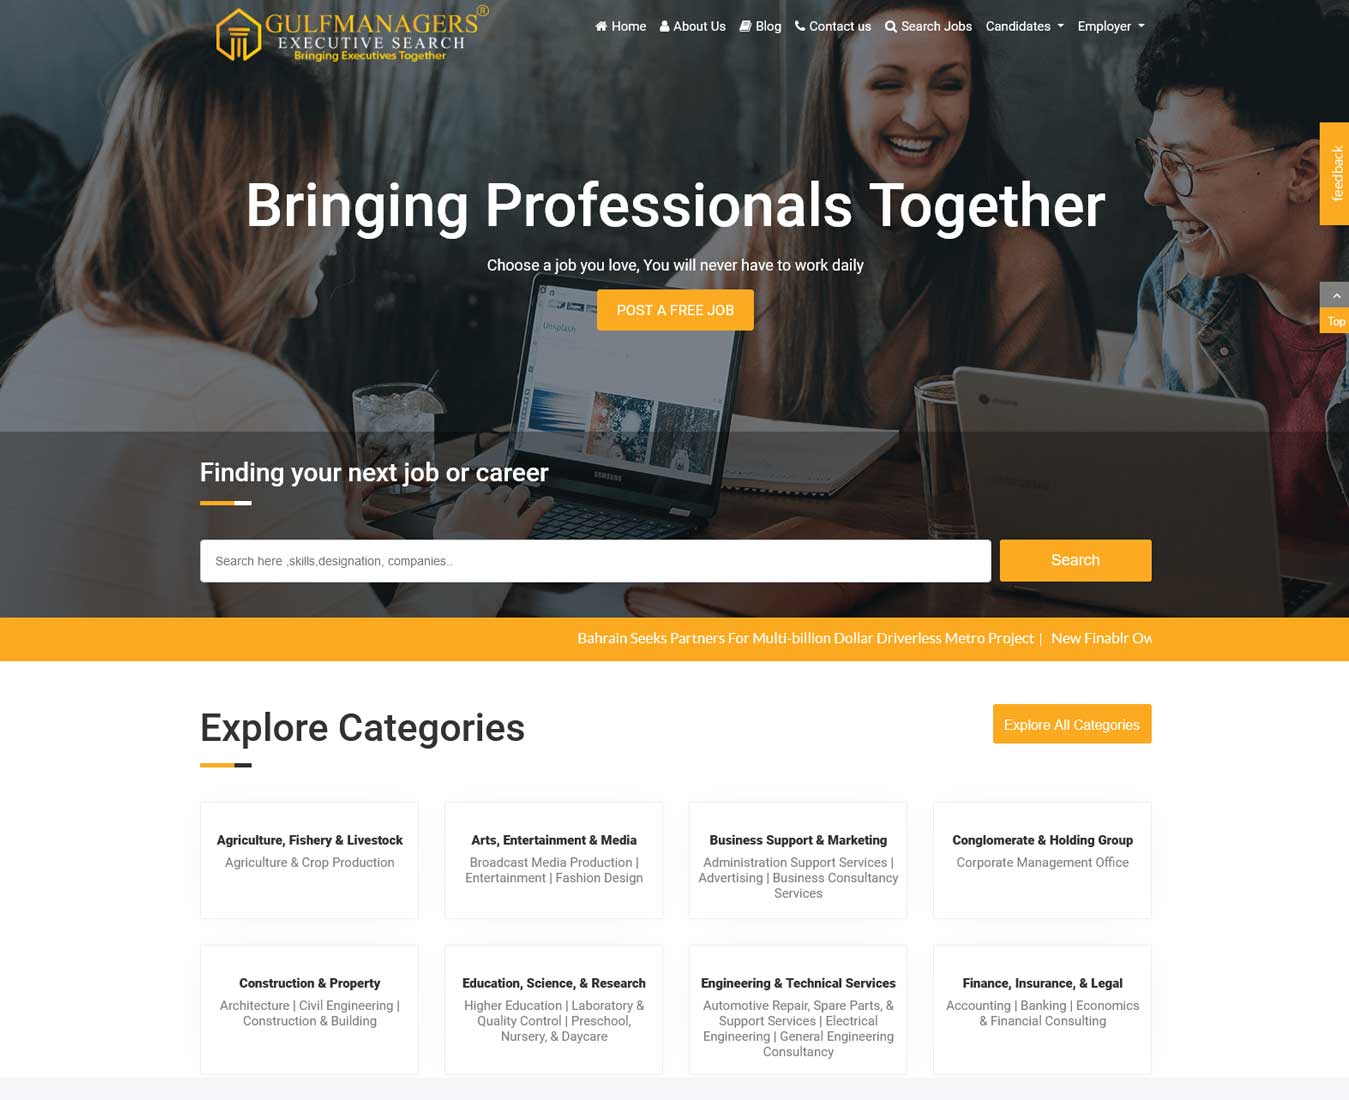 GULFMANAGERS®
EXECUTIVE SEARCH
Bringing Executives Together
Home About Us Blog Contact us Search Jobs Candidates Employer
feedback
Bringing Professionals Together
Choose a job you love, You will never have to work daily
POST A FREE JOB
Top
Unsplash
SAMSUNG
chrome
Finding your next job or career
Search here ,skills,designation, companies..
Search
Bahrain Seeks Partners For Multi-billion Dollar Driverless Metro Project | New Finablr Ow
Explore Categories
Explore All Categories
Agriculture, Fishery & Livestock
Agriculture & Crop Production
Arts, Entertainment & Media
Broadcast Media Production |
Entertainment | Fashion Design
Business Support & Marketing
Administration Support Services |
Advertising | Business Consultancy
Services
Conglomerate & Holding Group
Corporate Management Office
Construction & Property
Architecture | Civil Engineering |
Construction & Building
Education, Science, & Research
Higher Education | Laboratory &
Quality Control | Preschool,
Nursery, & Daycare
Engineering & Technical Services
Automotive Repair, Spare Parts, &
Support Services | Electrical
Engineering | General Engineering
Consultancy
Finance, Insurance, & Legal
Accounting | Banking | Economics
& Financial Consulting